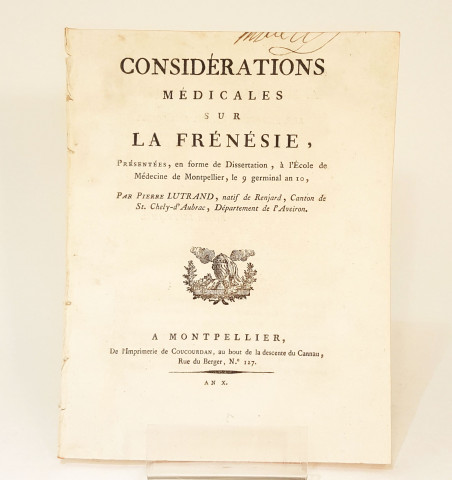 CONSIDÉRATIONS
MÉDICALES
SUR
LA FRÉNÉSIE,
PRÉSENTÉES, en forme de Dissertation, à l'École de
Médecine de Montpellier, le 9 germinal an 10,
PAR PIERRE LUTRAND, natif de Renjard, Canton de
St. Chely-d'Aubrac, Département de l'Aveiron.
A MONTPELLIER,
De l'Imprimerie de COUCOURDAN, au bout de la descente du Cannau,
Rue du Berger, N.° 127.
AN X.